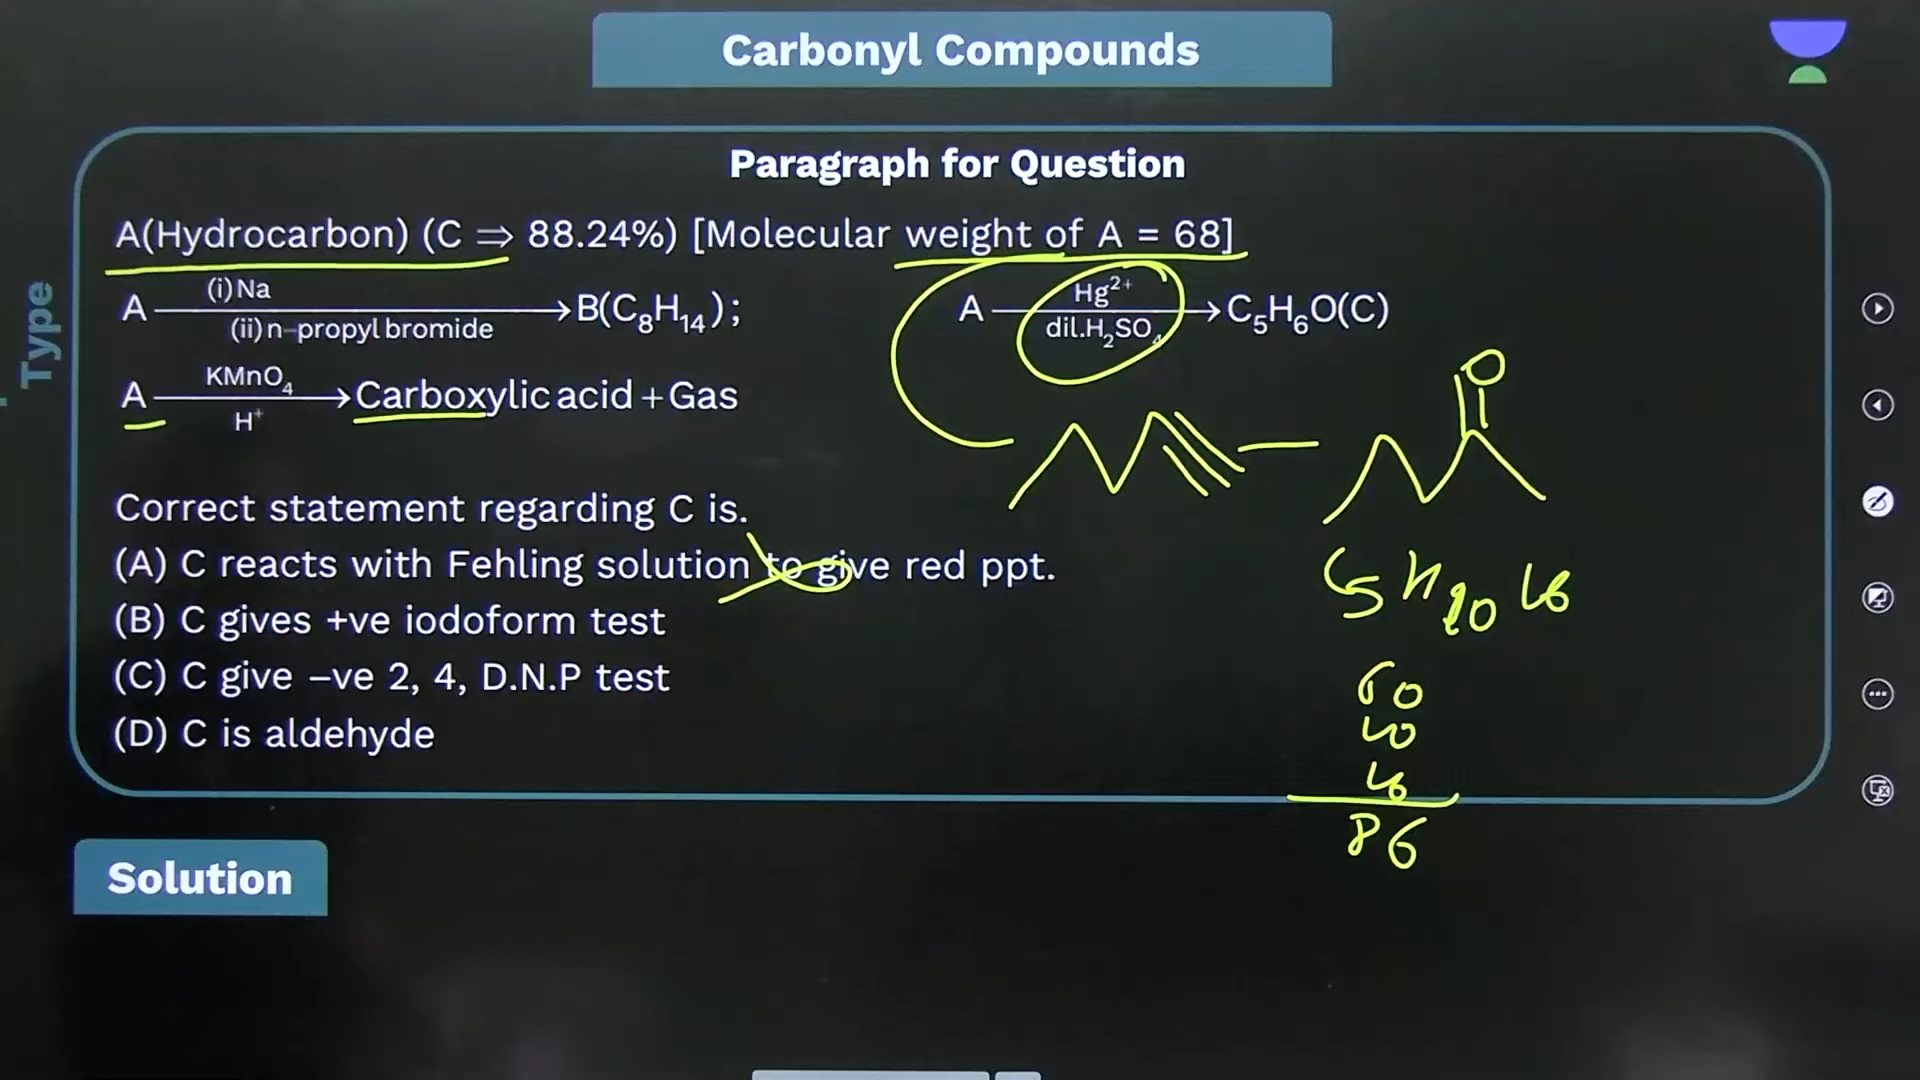 Carbonyl Compounds
Type
Paragraph for Question
A(Hydrocarbon) (C ⇒ 88.24%) [Molecular weight of A = 68]
A (i) Na (ii) n–propyl bromide → B(C₈H₁₄) ; A Hg²⁺ dil.H₂SO₄ → C₅H₆O(C)
A KMnO₄ H⁺ → Carboxylic acid + Gas
O
Correct statement regarding C is.
(A) C reacts with Fehling solution to give red ppt.
C₅H₁₀ 16
(B) C gives +ve iodoform test
(C) C give –ve 2, 4, D.N.P test
60
(D) C is aldehyde
10
16
86
Solution